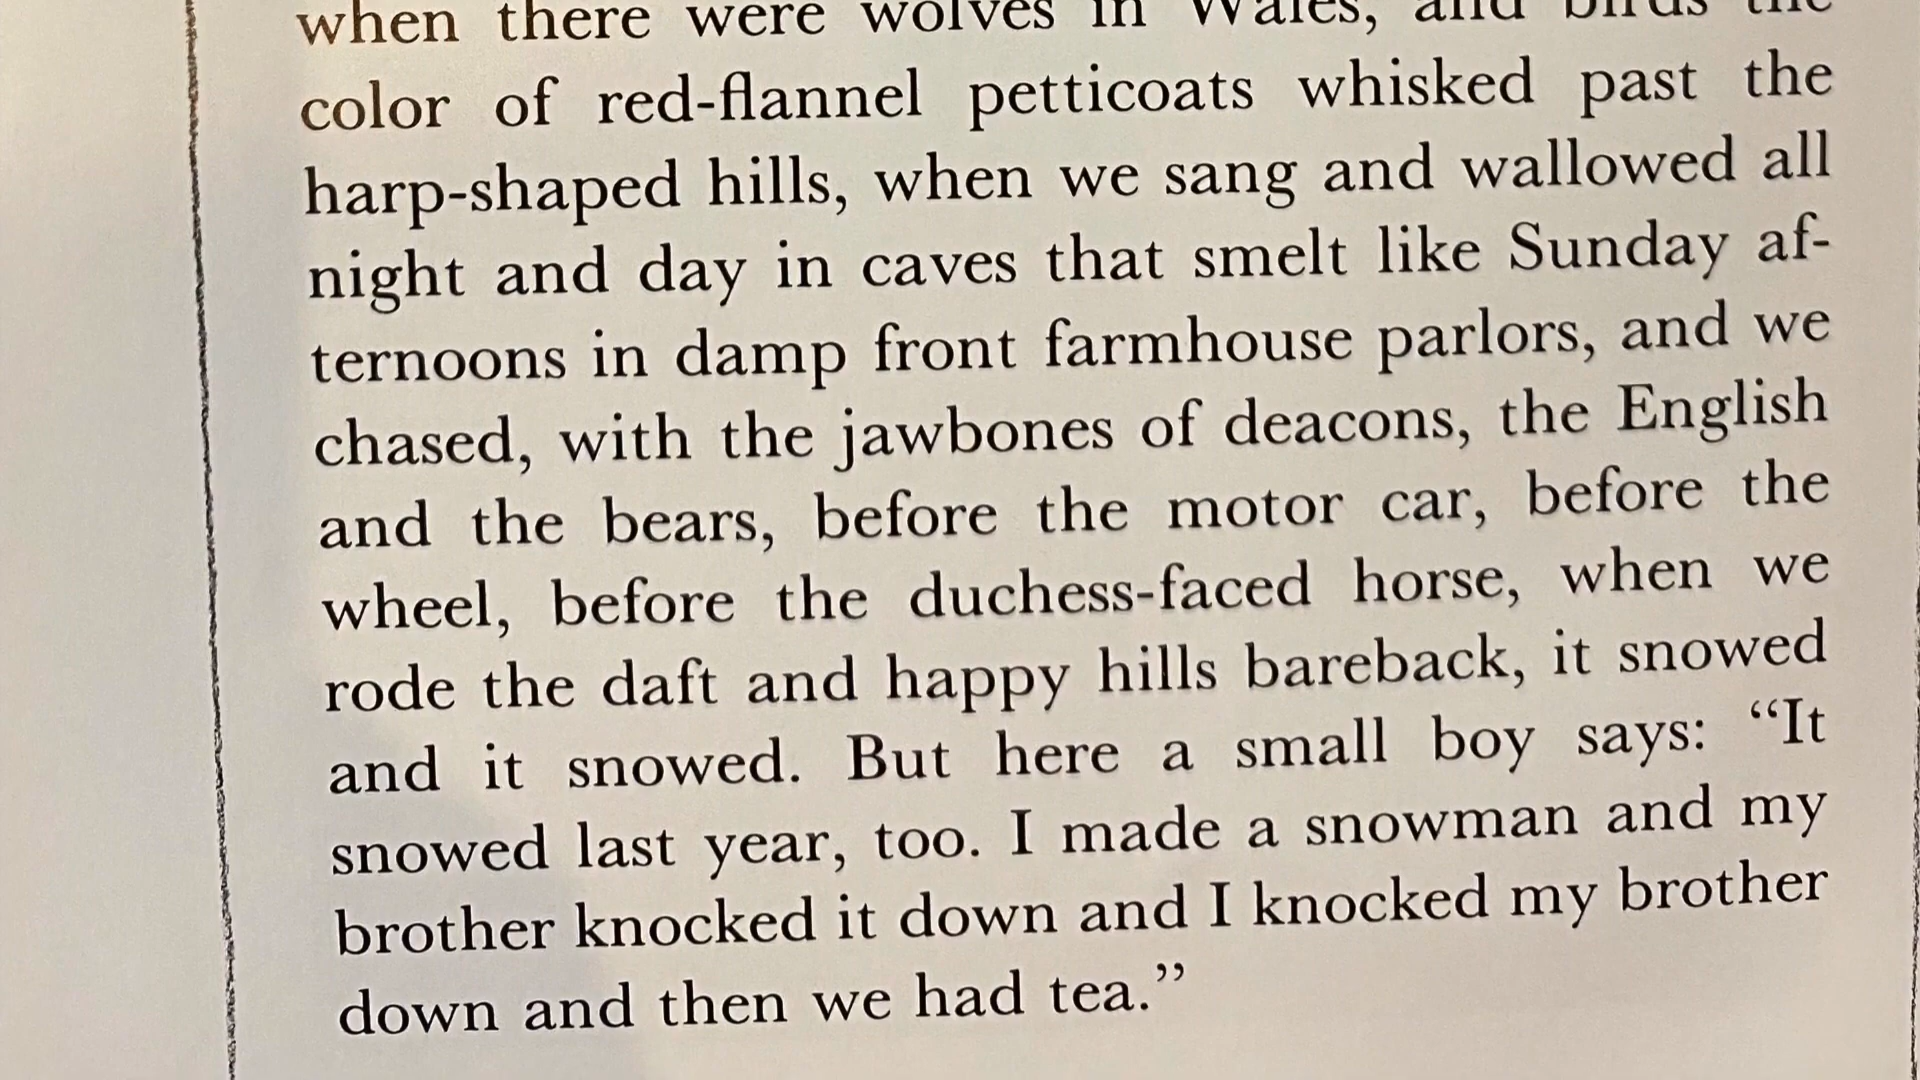 when there were wolves in Wales, and birds the
color of red-flannel petticoats whisked past the
harp-shaped hills, when we sang and wallowed all
night and day in caves that smelt like Sunday af-
ternoons in damp front farmhouse parlors, and we
chased, with the jawbones of deacons, the English
and the bears, before the motor car, before the
wheel, before the duchess-faced horse, when we
rode the daft and happy hills bareback, it snowed
and it snowed. But here a small boy says: “It
snowed last year, too. I made a snowman and my
brother knocked it down and I knocked my brother
down and then we had tea.”